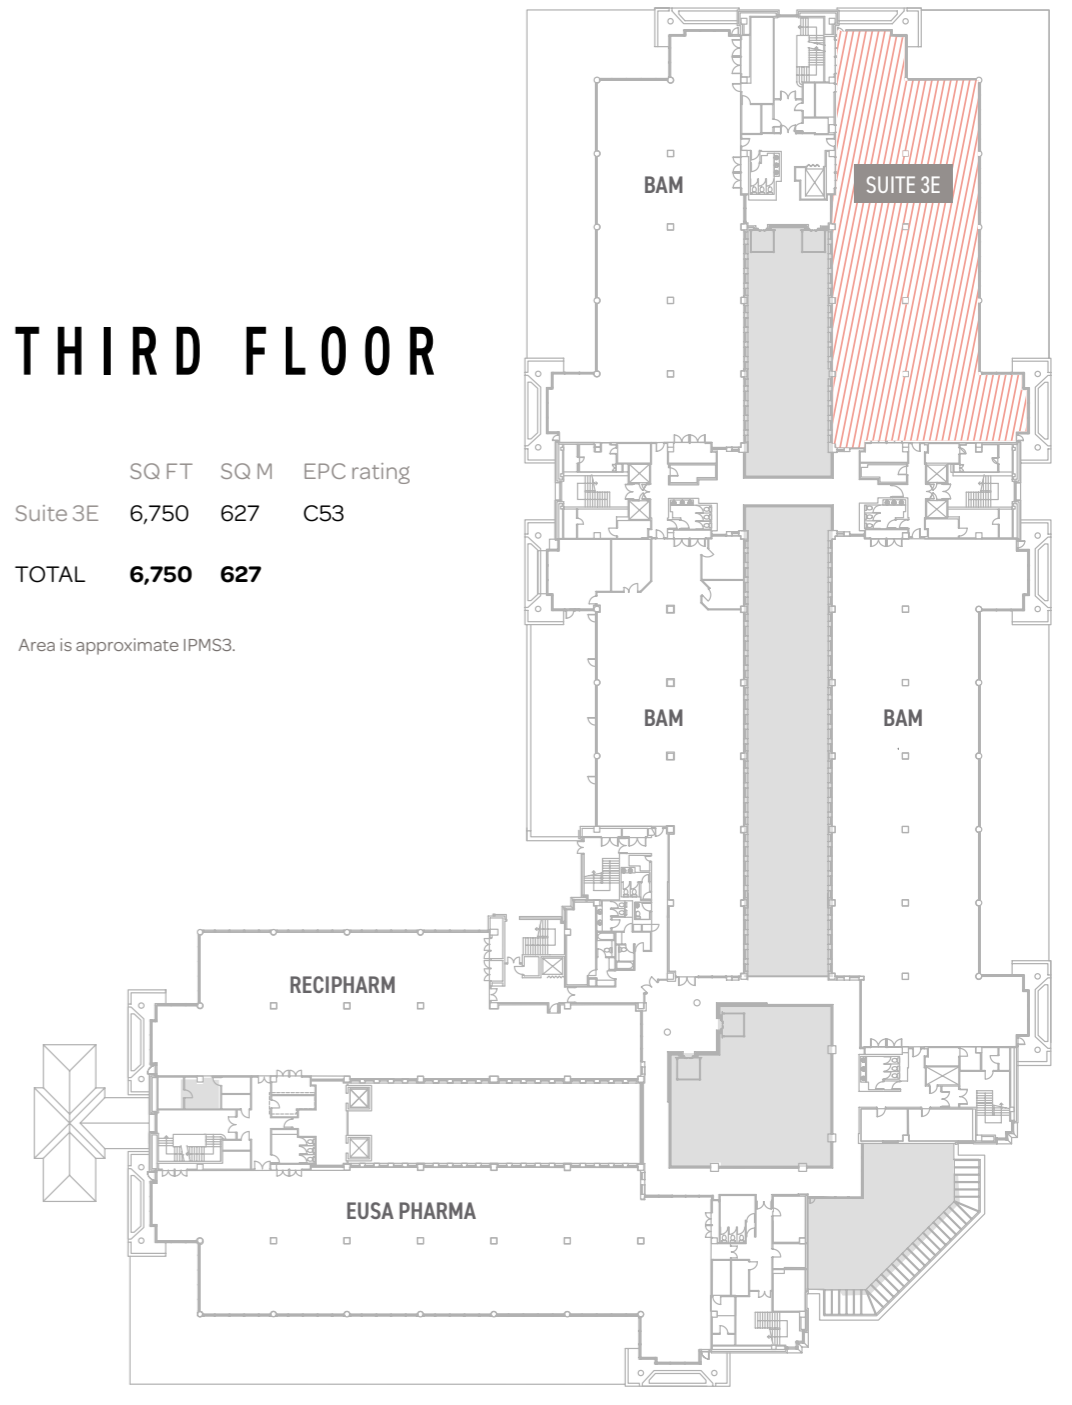 BAM
SUITE 3E
THIRD FLOOR
SQ FT SQ M EPC rating
Suite 3E 6,750 627 C53
TOTAL 6,750 627
Area is approximate IPMS3.
BAM BAM
RECIPHARM
EUSA PHARMA